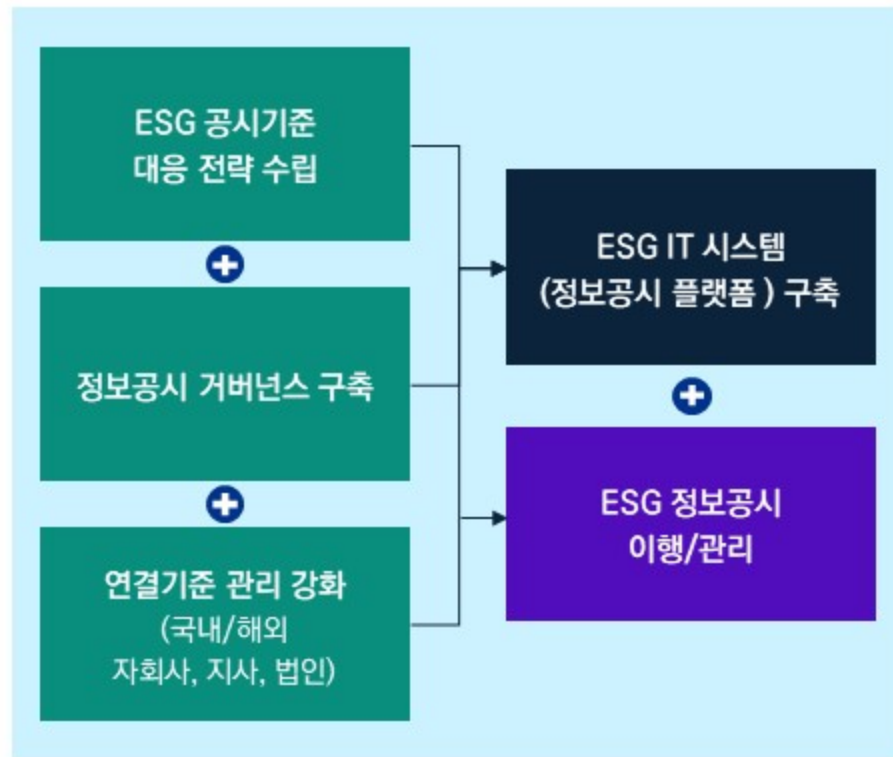 ESG 공시기준
대응 전략 수립
정보공시 거버넌스 구축
연결기준 관리 강화
(국내/해외
자회사, 지사, 법인)
ESG IT 시스템
(정보공시 플랫폼 ) 구축
ESG 정보공시
이행/관리